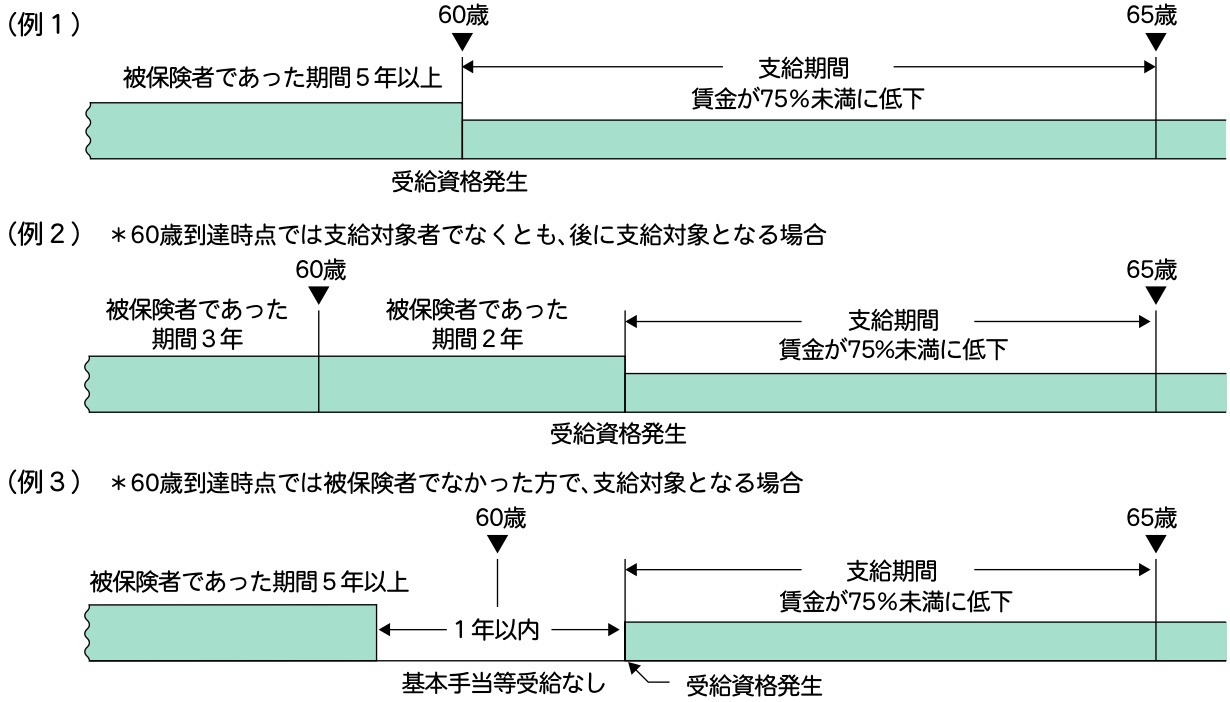 （例１）
60歳
65歳
被保険者であった期間５年以上
支給期間
賃金が75％未満に低下
受給資格発生
（例２）　＊60歳到達時点では支給対象者でなくとも、後に支給対象となる場合
60歳
65歳
被保険者であった
期間３年
被保険者であった
期間２年
支給期間
賃金が75％未満に低下
受給資格発生
（例３）　＊60歳到達時点では被保険者でなかった方で、支給対象となる場合
60歳
65歳
被保険者であった期間５年以上
支給期間
賃金が75％未満に低下
１年以内
基本手当等受給なし
受給資格発生